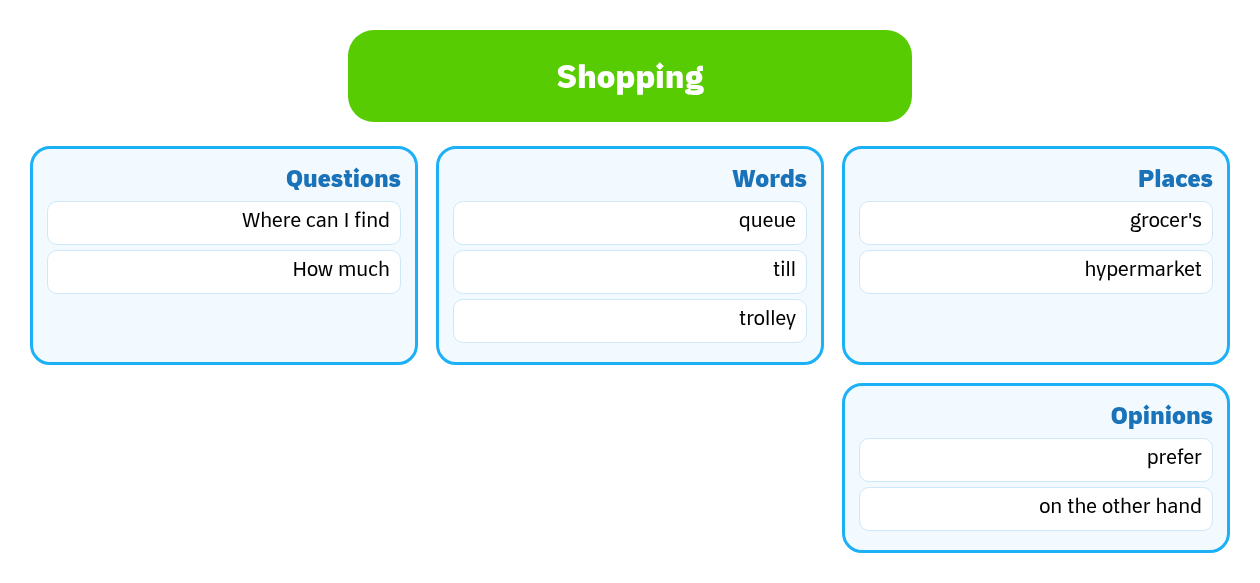 Shopping
Questions
Where can I find
How much
Words
queue
till
trolley
Places
grocer's
hypermarket
Opinions
prefer
on the other hand